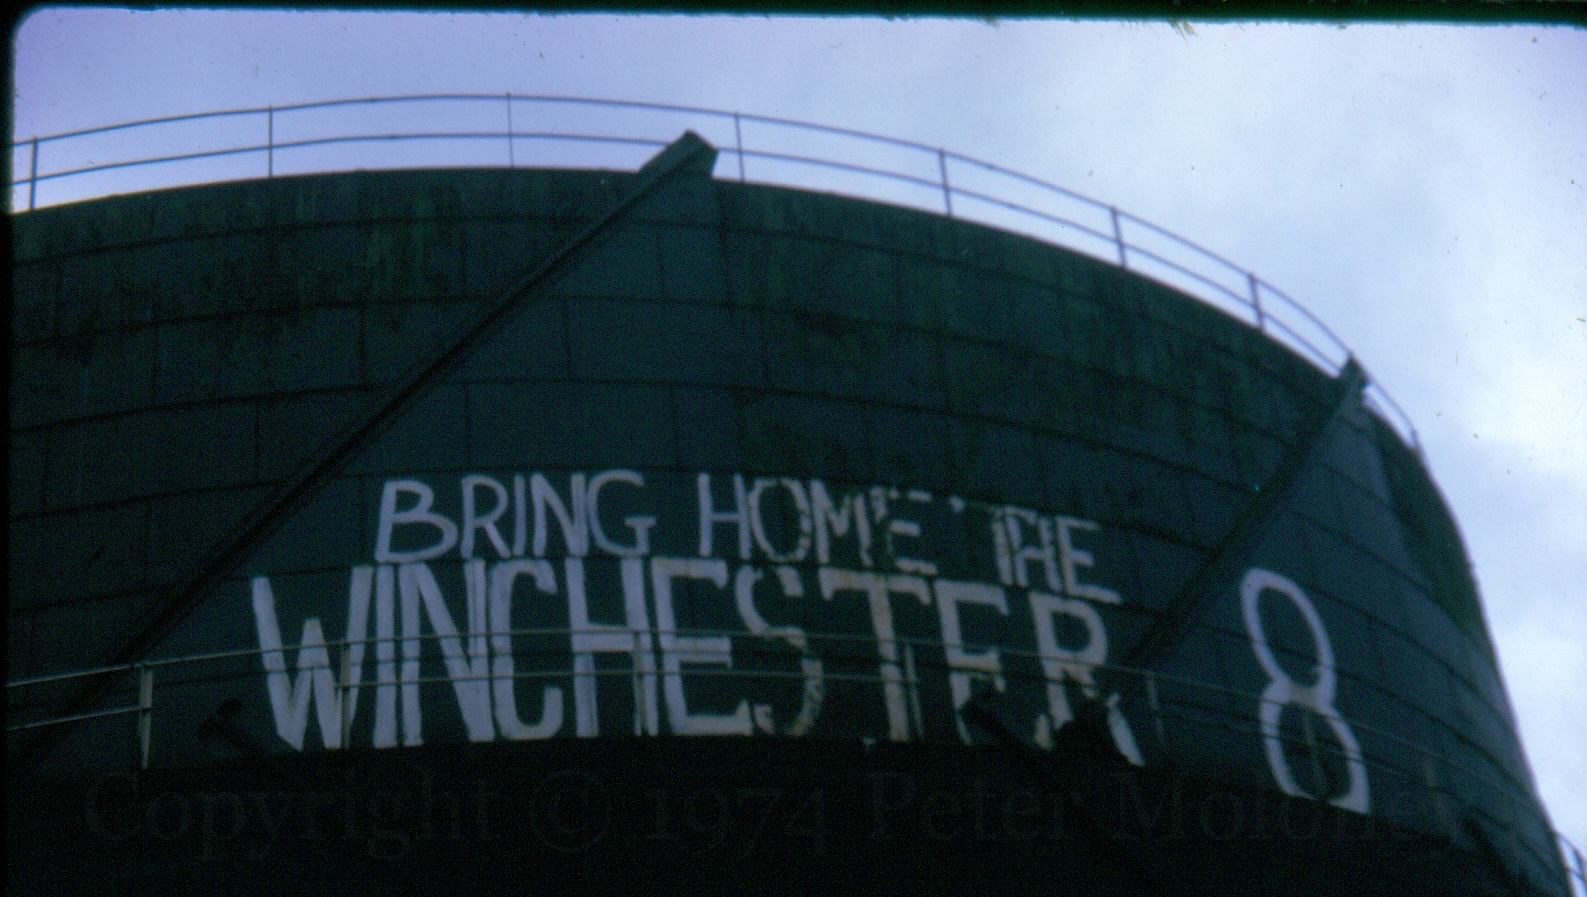 BRING HOME THE
WINCHESTER 8
Copyright © 1974 Peter Moloney